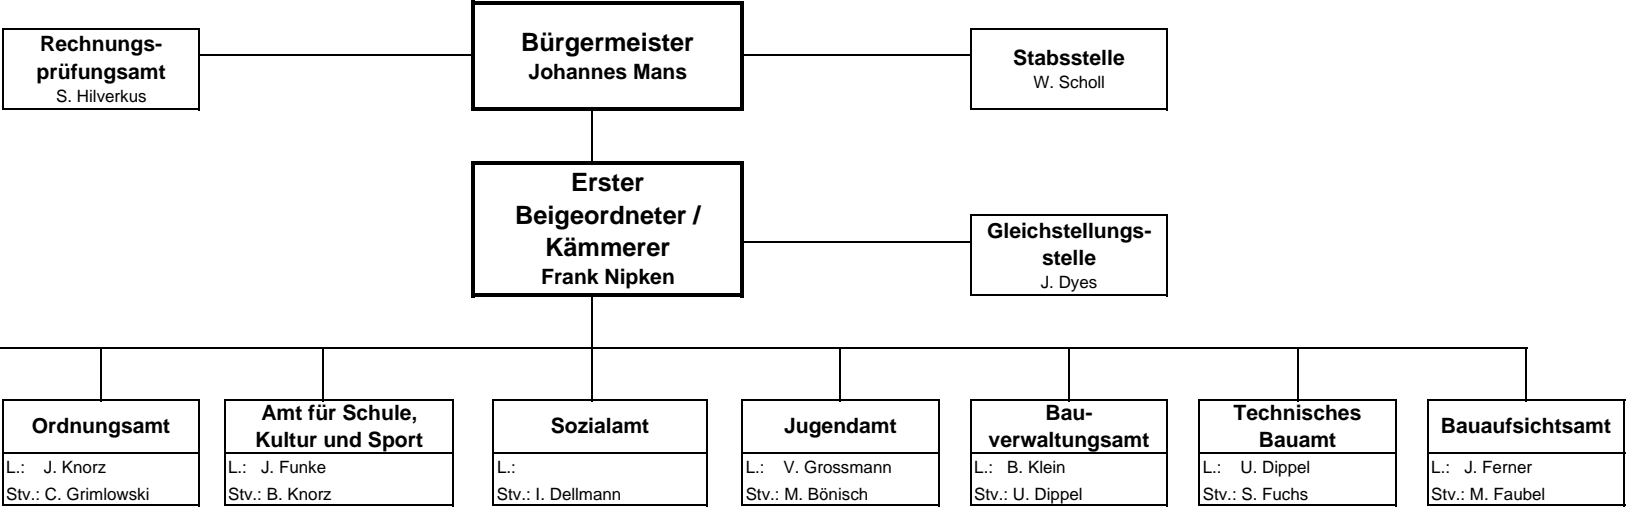 Rechnungs-
prüfungsamt
S. Hilverkus
Bürgermeister
Johannes Mans
Stabsstelle
W. Scholl
Erster
Beigeordneter /
Kämmerer
Frank Nipken
Gleichstellungs-
stelle
J. Dyes
Ordnungsamt
L.: J. Knorz
Stv.: C. Grimlowski
Amt für Schule,
Kultur und Sport
L.: J. Funke
Stv.: B. Knorz
Sozialamt
L.:
Stv.: I. Dellmann
Jugendamt
L.: V. Grossmann
Stv.: M. Bönisch
Bau-
verwaltungsamt
L.: B. Klein
Stv.: U. Dippel
Technisches
Bauamt
L.: U. Dippel
Stv.: S. Fuchs
Bauaufsichtsamt
L.: J. Ferner
Stv.: M. Faubel